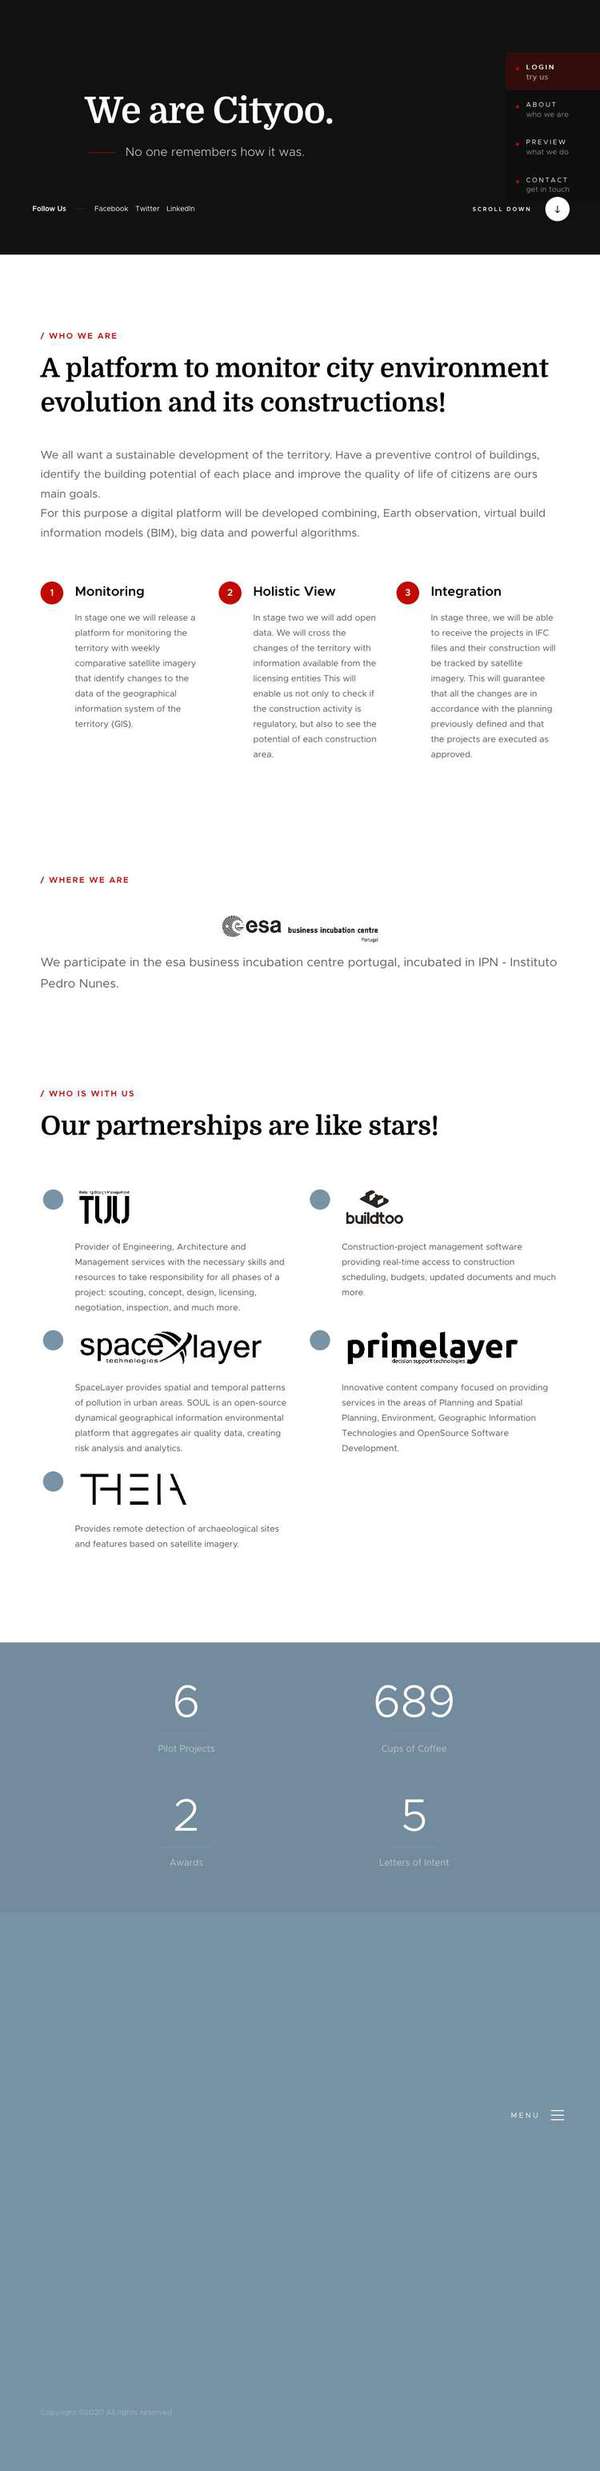 LOGIN
try us
We are Cityoo.
ABOUT
who we are
PREVIEW
what we do
No one remembers how it was.
CONTACT
get in touch
Follow Us
Facebook Twitter LinkedIn
SCROLL DOWN
/ WHO WE ARE
A platform to monitor city environment
evolution and its constructions!
We all want a sustainable development of the territory. Have a preventive control of buildings,
identify the building potential of each place and improve the quality of life of citizens are ours
main goals.
For this purpose a digital platform will be developed combining, Earth observation, virtual build
information models (BIM), big data and powerful algorithms.
1 Monitoring
In stage one we will release a
platform for monitoring the
territory with weekly
comparative satellite imagery
that identify changes to the
data of the geographical
information system of the
territory (GIS).
2 Holistic View
In stage two we will add open
data. We will cross the
changes of the territory with
information available from the
licensing entities This will
enable us not only to check if
the construction activity is
regulatory, but also to see the
potential of each construction
area.
3 Integration
In stage three, we will be able
to receive the projects in IFC
files and their construction will
be tracked by satellite
imagery. This will guarantee
that all the changes are in
accordance with the planning
previously defined and that
the projects are executed as
approved.
/ WHERE WE ARE
esa business incubation centre
Portugal
We participate in the esa business incubation centre portugal, incubated in IPN - Instituto
Pedro Nunes.
/ WHO IS WITH US
Our partnerships are like stars!
TUU
Provider of Engineering, Architecture and
Management services with the necessary skills and
resources to take responsibility for all phases of a
project: scouting, concept, design, licensing,
negotiation, inspection, and much more.
buildtoo
Construction-project management software
providing real-time access to construction
scheduling, budgets, updated documents and much
more.
spacelayer
technologies
SpaceLayer provides spatial and temporal patterns
of pollution in urban areas. SOUL is an open-source
dynamical geographical information environmental
platform that aggregates air quality data, creating
risk analysis and analytics.
primelayer
decision support technologies
Innovative content company focused on providing
services in the areas of Planning and Spatial
Planning, Environment, Geographic Information
Technologies and OpenSource Software
Development.
THEIA
Provides remote detection of archaeological sites
and features based on satellite imagery.
6
Pilot Projects
689
Cups of Coffee
2
Awards
5
Letters of Intent
MENU
Copyright ©2020 All rights reserved